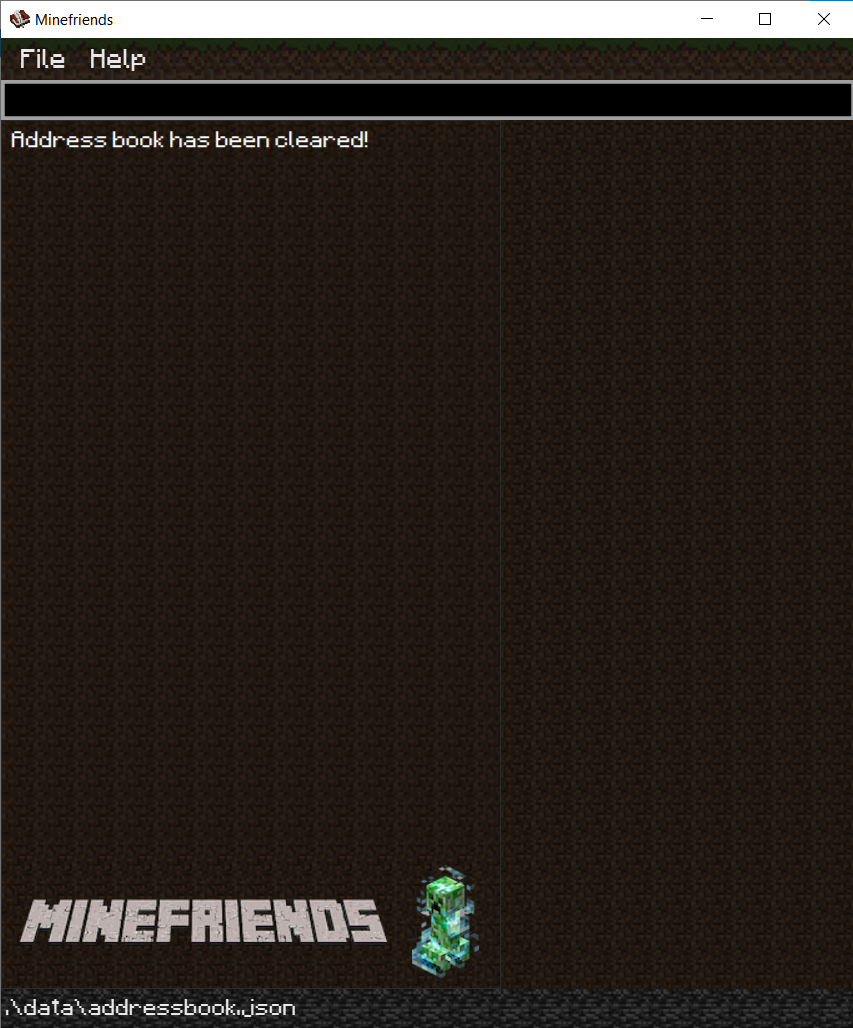 Minefriends
File Help
Address book has been cleared!
MINEFRIENDS
.\data\addressbook.json